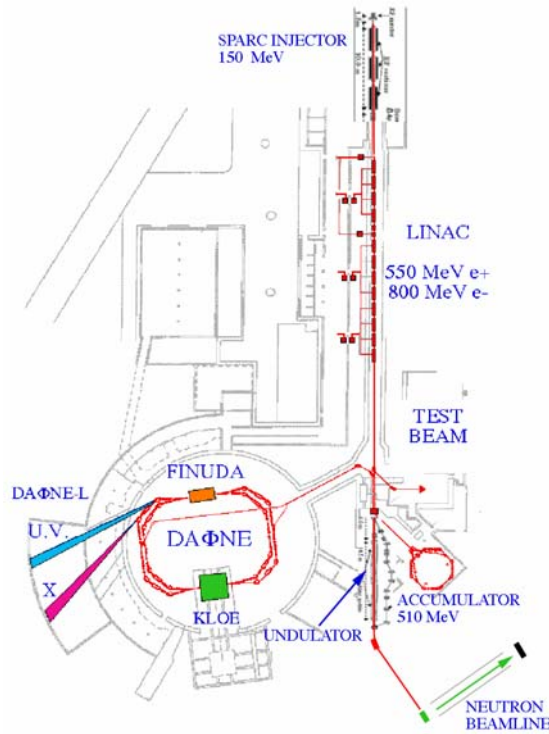 SPARC INJECTOR
150 MeV
LINAC
550 MeV e+
800 MeV e-
TEST
BEAM
FINUDA
DAΦNE-L
U.V.
DAΦNE
X
KLOE
UNDULATOR
ACCUMULATOR
510 MeV
NEUTRON
BEAMLINE